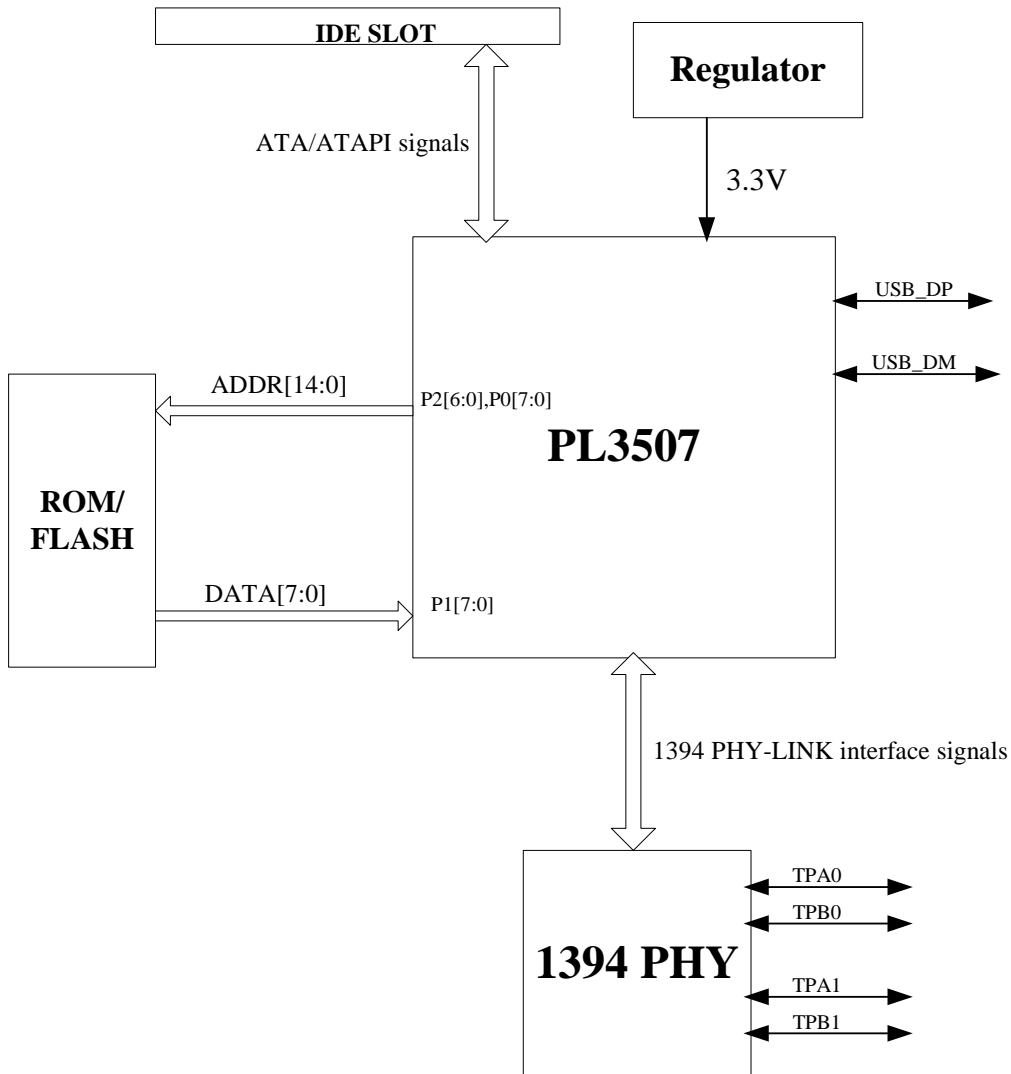 IDE SLOT
Regulator
ATA/ATAPI signals
3.3V
USB_DP
USB_DM
ADDR[14:0]
P2[6:0],P0[7:0]
PL3507
ROM/
FLASH
DATA[7:0]
P1[7:0]
1394 PHY-LINK interface signals
TPA0
TPB0
1394 PHY
TPA1
TPB1